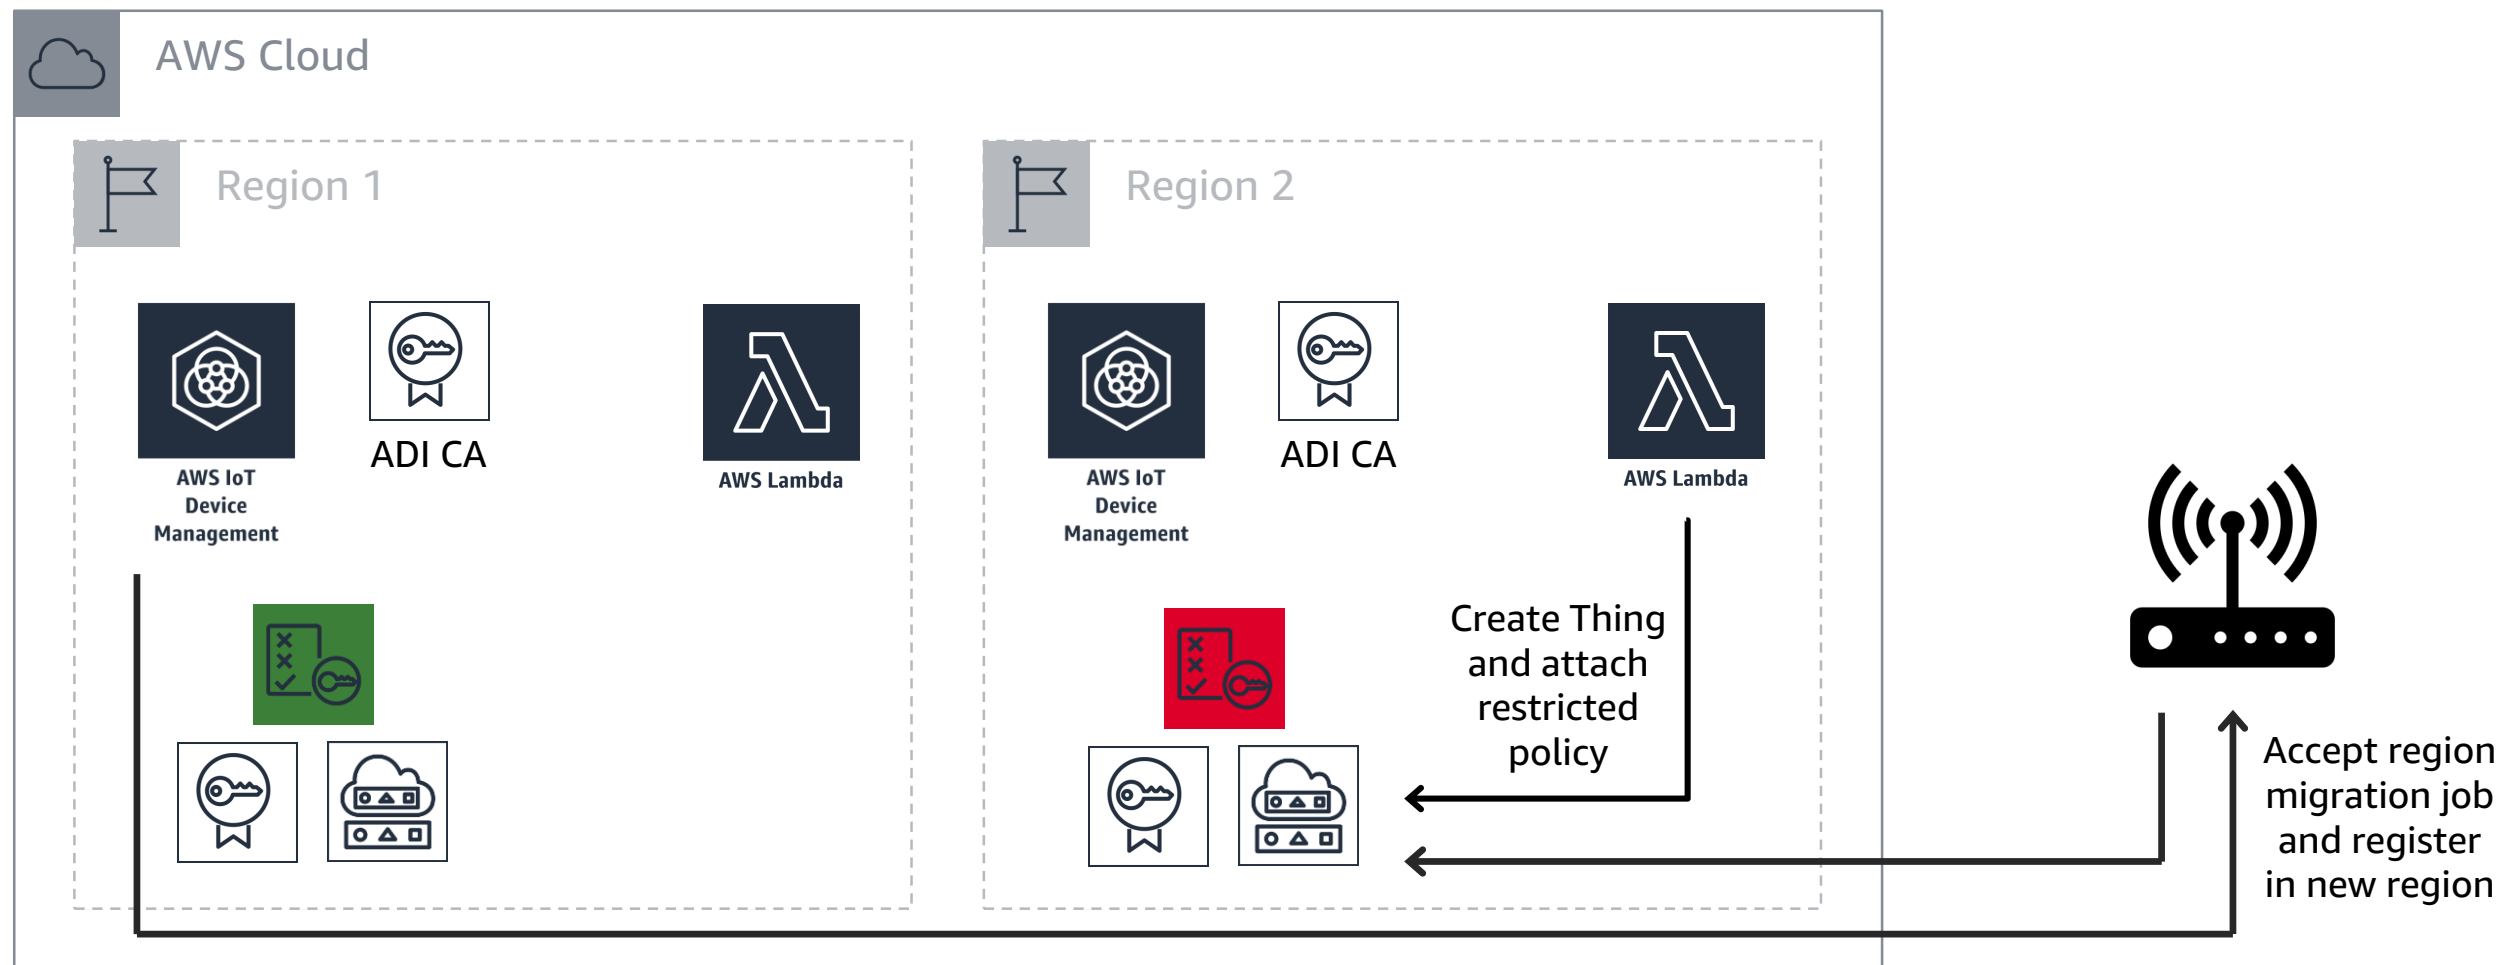 AWS Cloud
Region 1
Region 2
AWS IoT
Device
Management
ADI CA
AWS Lambda
AWS IoT
Device
Management
ADI CA
AWS Lambda
Create Thing
and attach
restricted
policy
Accept region
migration job
and register
in new region